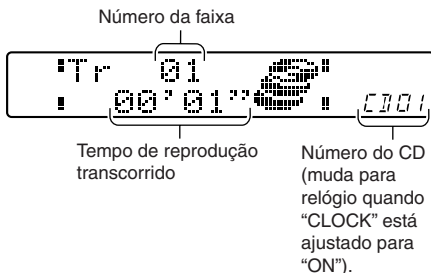 Número da faixa
Tr 01
00’01”
CD01
Tempo de reprodução
transcorrido
Número do CD
(muda para
relógio quando
“CLOCK” está
ajustado para
“ON”).